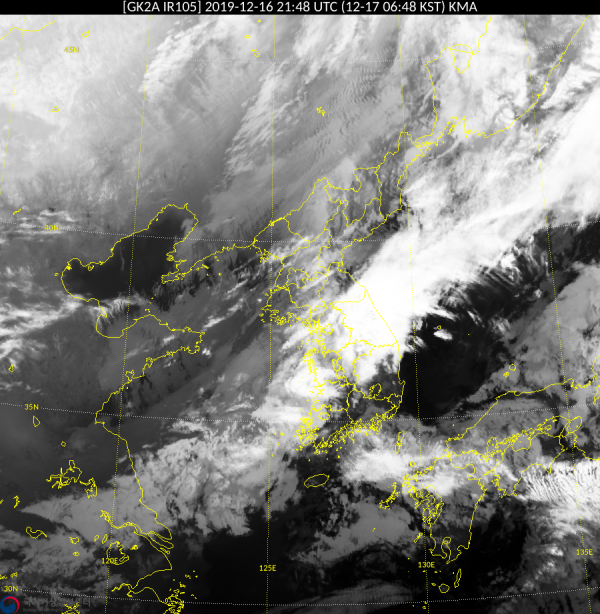 [GK2A IR105] 2019-12-16 21:48 UTC (12-17 06:48 KST) KMA
45N
40N
35N
135E
120E
125E
130E
30N